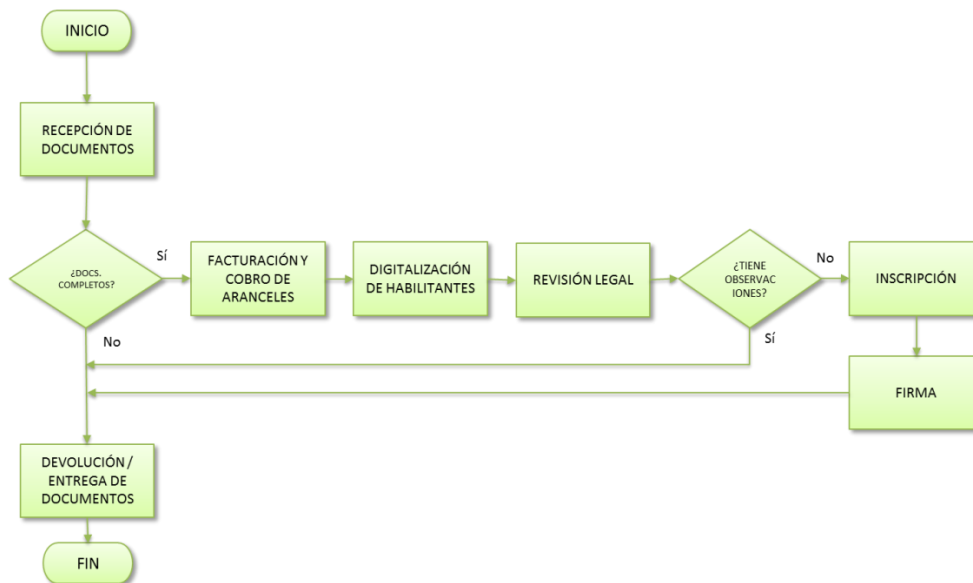 INICIO
RECEPCIÓN DE
DOCUMENTOS
¿DOCS.
COMPLETOS?
Sí
FACTURACIÓN Y
COBRO DE
ARANCELES
DIGITALIZACIÓN
DE HABILITANTES
REVISIÓN LEGAL
¿TIENE
OBSERVAC
IONES?
No
INSCRIPCIÓN
No
Sí
FIRMA
DEVOLUCIÓN /
ENTREGA DE
DOCUMENTOS
FIN